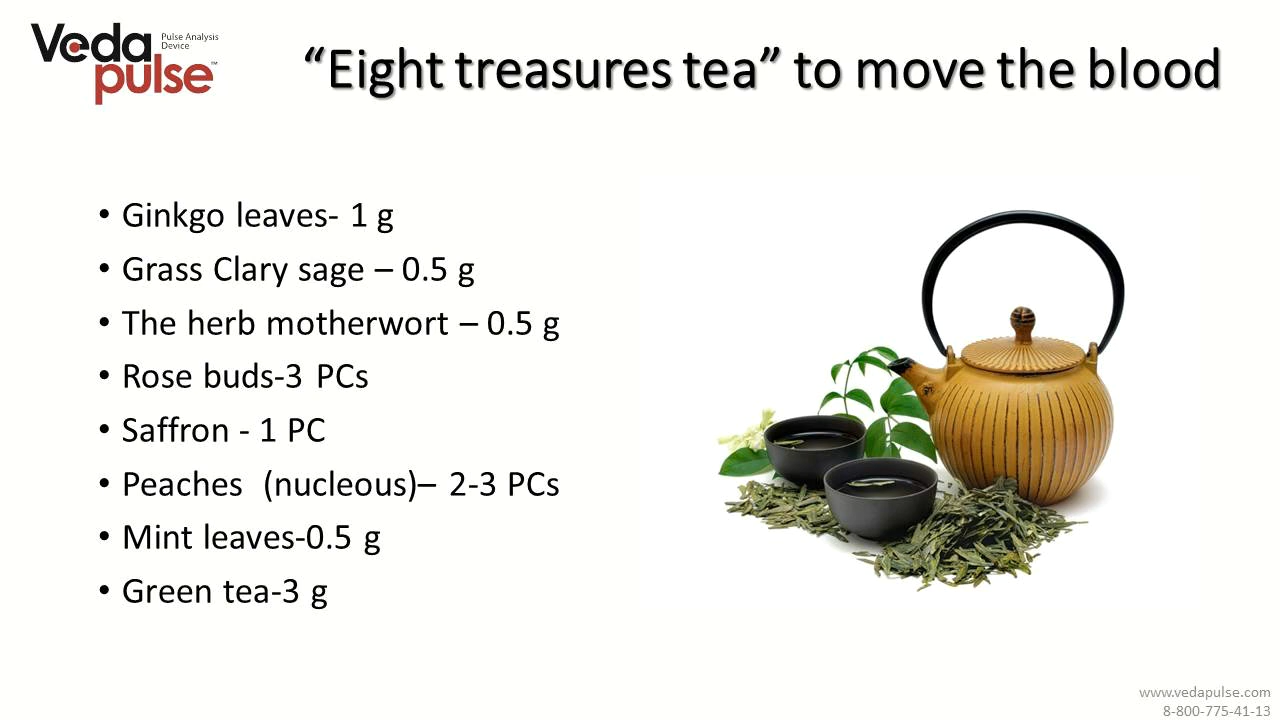 Veda Pulse Analysis
Device
pulse™
“Eight treasures tea” to move the blood
• Ginkgo leaves- 1 g
• Grass Clary sage – 0.5 g
• The herb motherwort – 0.5 g
• Rose buds-3 PCs
• Saffron - 1 PC
• Peaches (nucleous)– 2-3 PCs
• Mint leaves-0.5 g
• Green tea-3 g
www.vedapulse.com
8-800-775-41-13